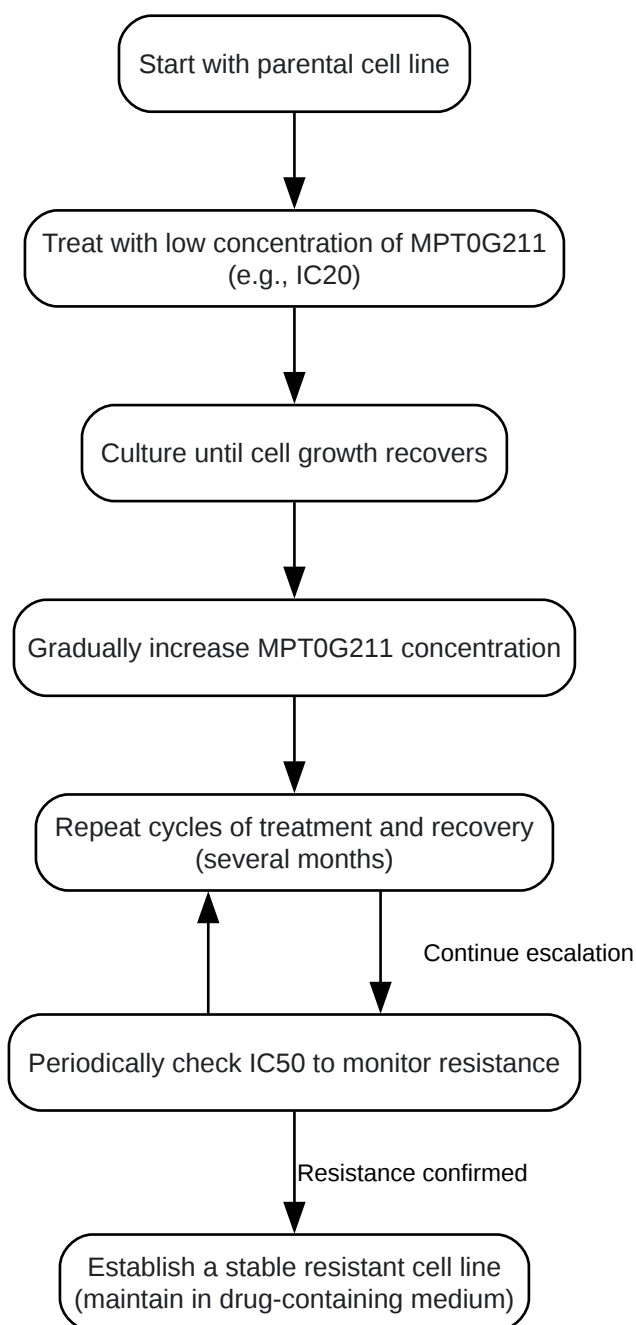 Start with parental cell line
Treat with low concentration of MPT0G211
(e.g., IC20)
Culture until cell growth recovers
Gradually increase MPT0G211 concentration
Repeat cycles of treatment and recovery
(several months)
Continue escalation
Periodically check IC50 to monitor resistance
Resistance confirmed
Establish a stable resistant cell line
(maintain in drug-containing medium)